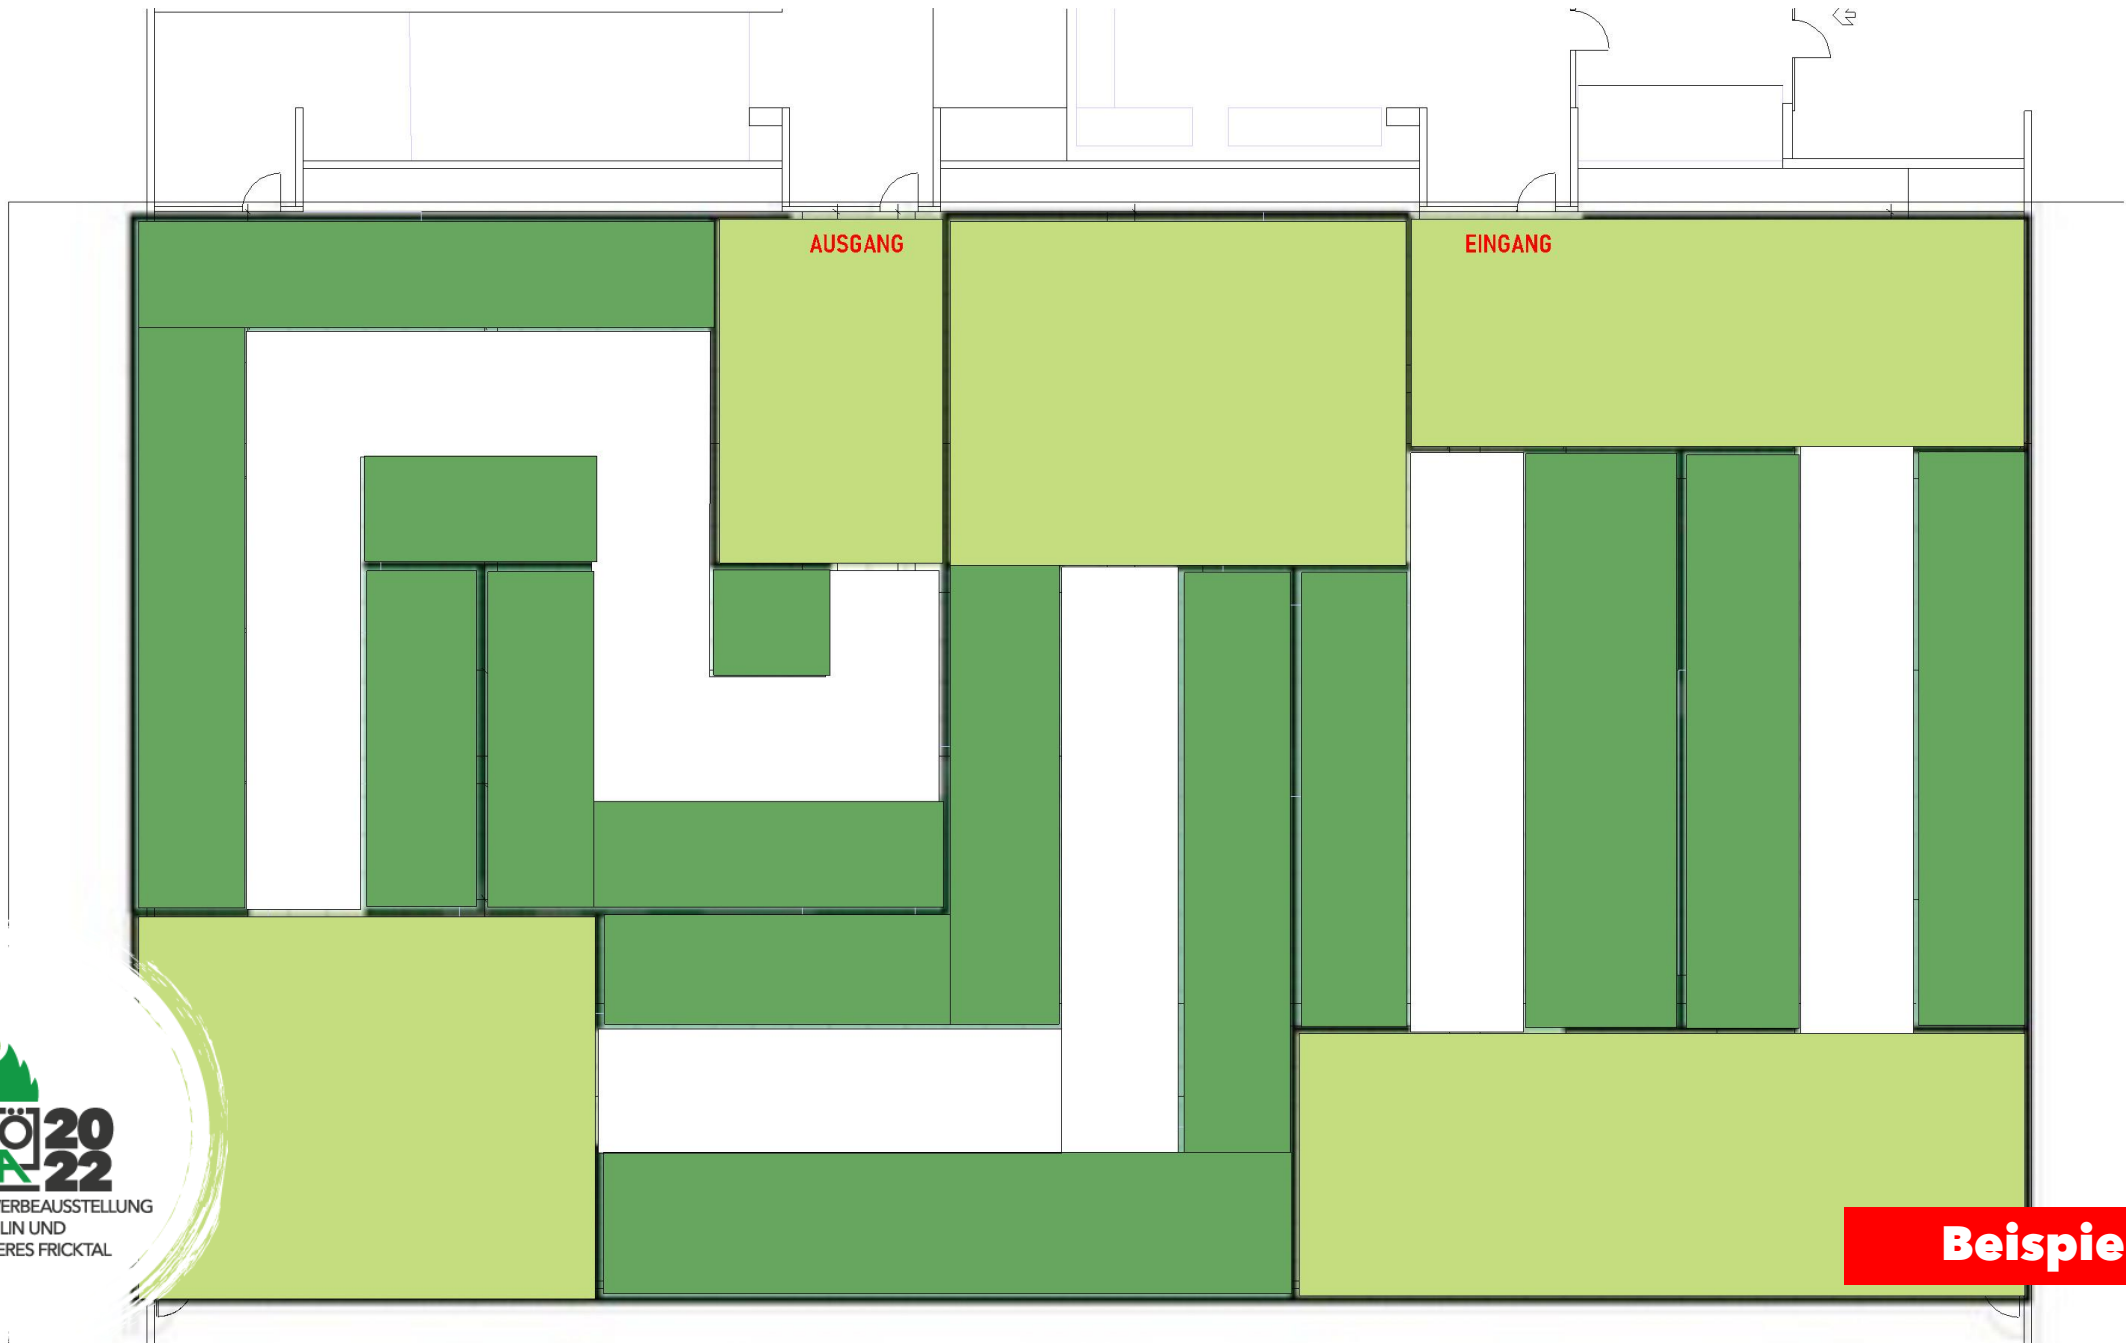 AUSGANG
EINGANG
Ö 20
A 22
ERBEAUSSTELLUNG
LIN UND
ERES FRICKTAL
Beispie